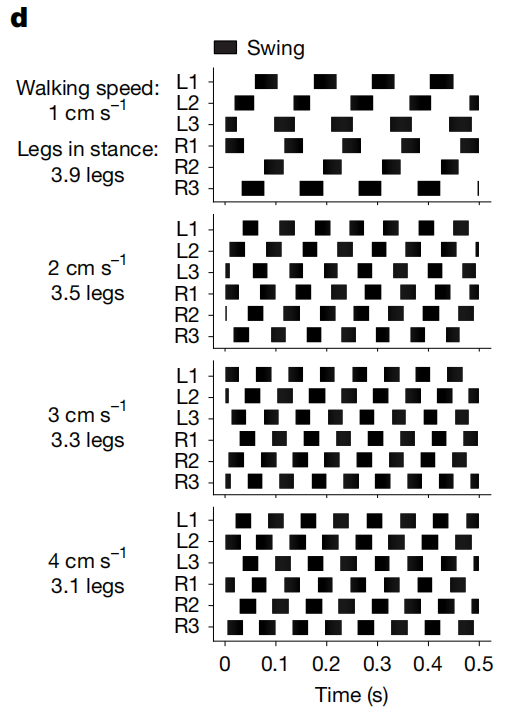 d
Swing
Walking speed:
1 cm s⁻¹
Legs in stance:
3.9 legs
L1
L2
L3
R1
R2
R3
2 cm s⁻¹
3.5 legs
L1
L2
L3
R1
R2
R3
3 cm s⁻¹
3.3 legs
L1
L2
L3
R1
R2
R3
4 cm s⁻¹
3.1 legs
L1
L2
L3
R1
R2
R3
0 0.1 0.2 0.3 0.4 0.5
Time (s)